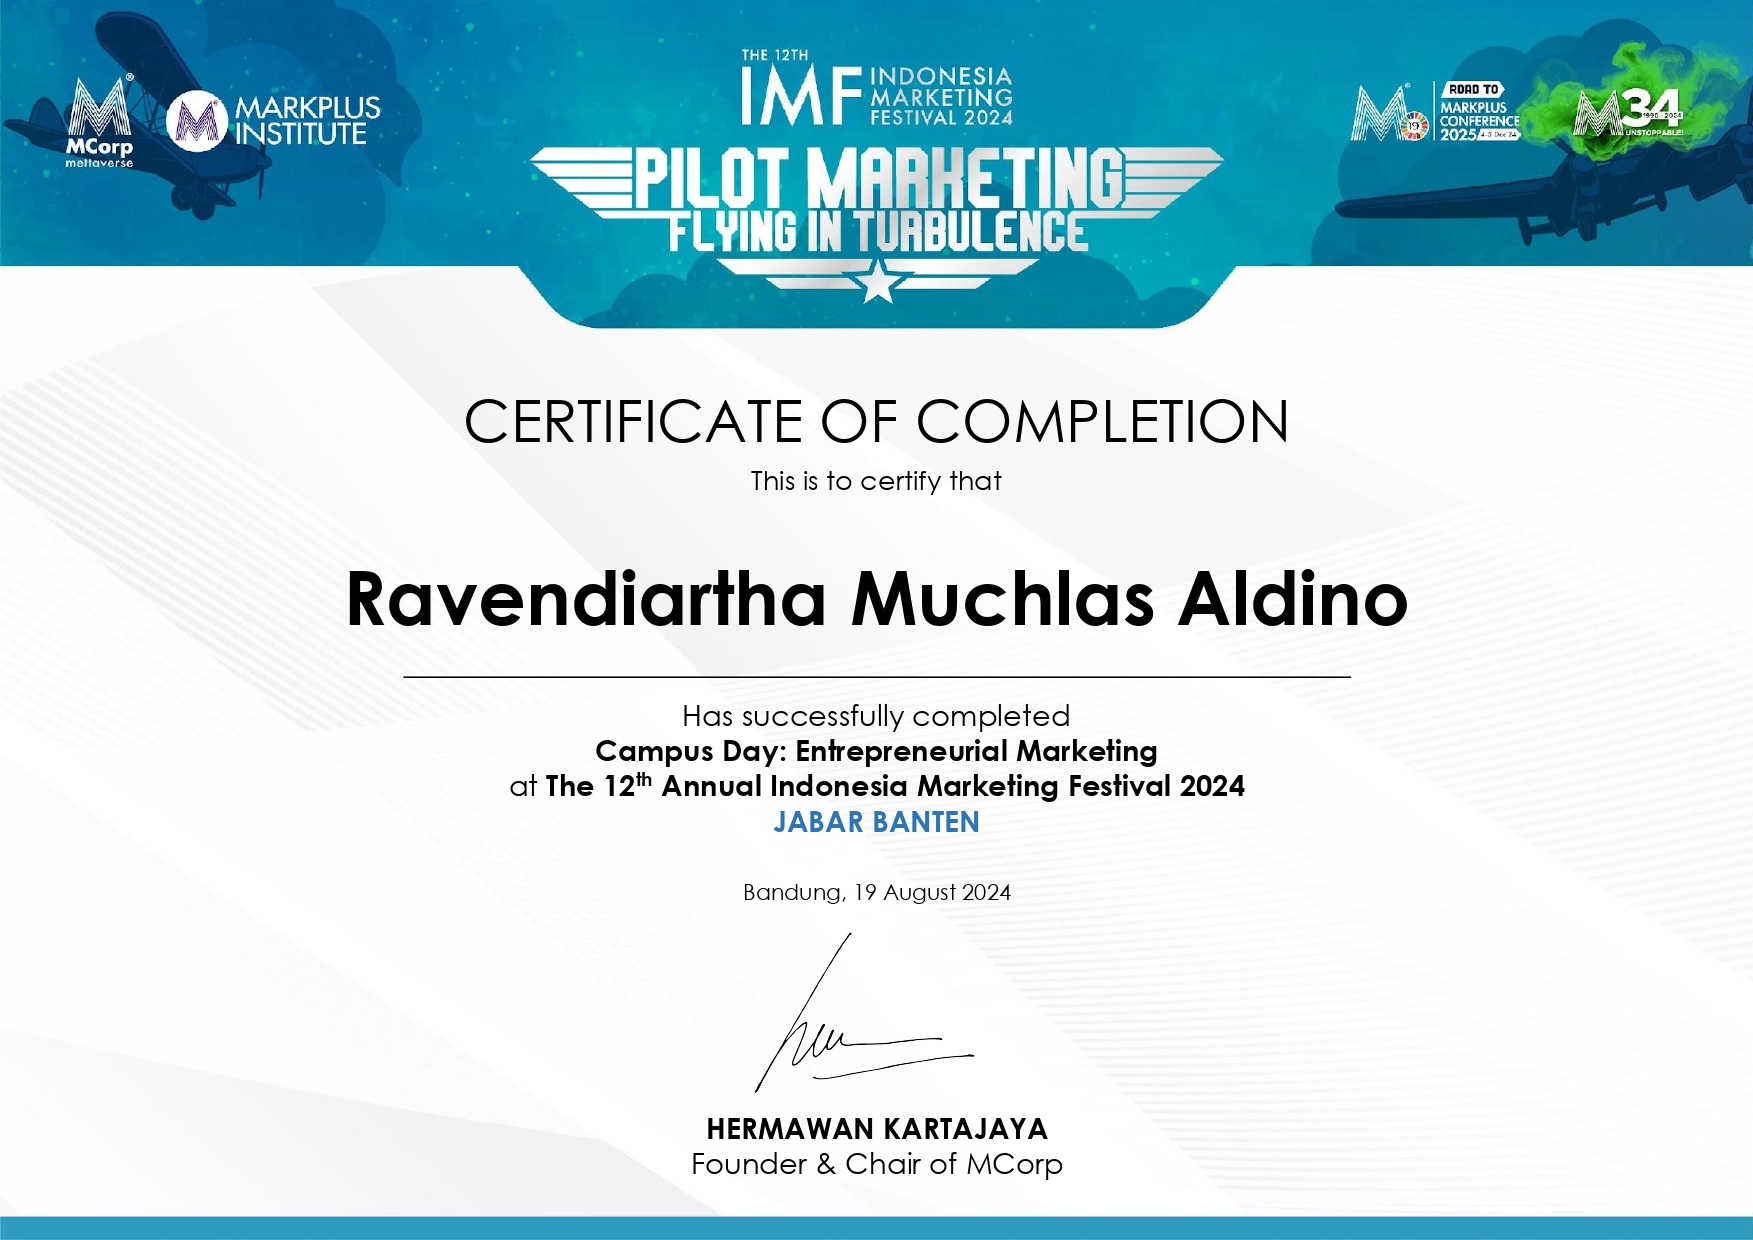 MCorp
mettaverse
MARKPLUS
INSTITUTE
THE 12TH
IMF INDONESIA
MARKETING
FESTIVAL 2024
PILOT MARKETING
FLYING IN TURBULENCE
19
ROAD TO
MARKPLUS
CONFERENCE
2025 4-5 Dec 24
34
1990 - 2024
UNSTOPPABLE!
CERTIFICATE OF COMPLETION
This is to certify that
Ravendiartha Muchlas Aldino
Has successfully completed
Campus Day: Entrepreneurial Marketing
at The 12th Annual Indonesia Marketing Festival 2024
JABAR BANTEN
Bandung, 19 August 2024
HERMAWAN KARTAJAYA
Founder & Chair of MCorp